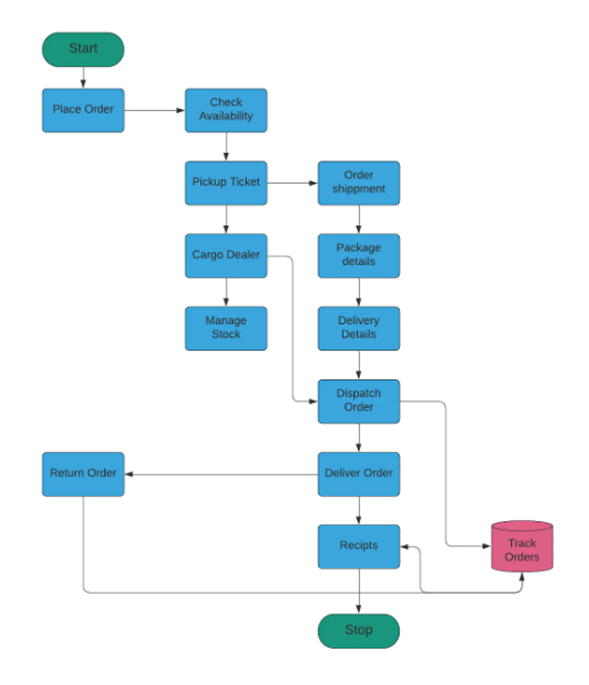 Start
Place Order
Check
Availability
Pickup Ticket
Order
shippment
Cargo Dealer
Package
details
Manage
Stock
Delivery
Details
Dispatch
Order
Return Order
Deliver Order
Recipts
Track
Orders
Stop